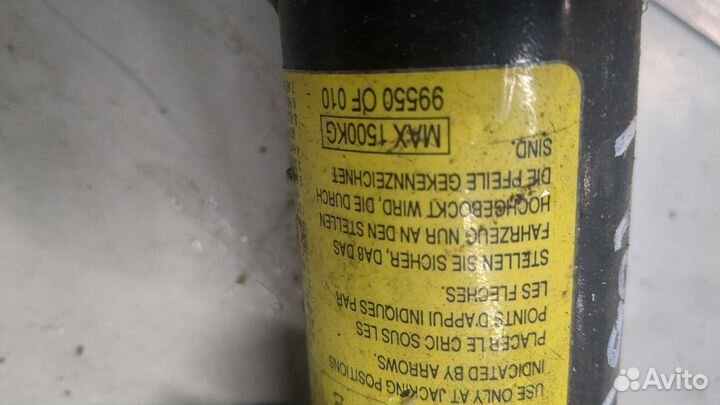 USE ONLY AT JACKING POSITIONS
INDICATED BY ARROWS.
PLACER LE CRIC SOUS LES
POINTS D'APPUI INDIQUES PAR
LES FLECHES.
STELLEN SIE SICHER, DA8 DAS
FAHRZEUG NUR AN DEN STELLEN
HOCHGEBOCKT WIRD, DIE DURCH
DIE PFEILE GEKENNZEICHNET
SIND.
MAX 1500KG
99550 OF 010
Avito